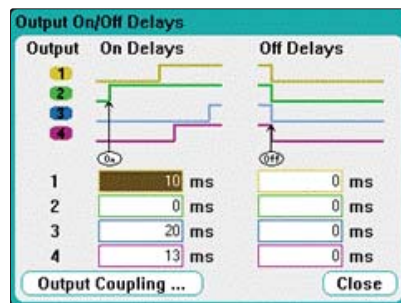 Output On/Off Delays
Output On Delays Off Delays
1
2
3
4
On Off
1 10 ms 0 ms
2 0 ms 0 ms
3 20 ms 0 ms
4 13 ms 0 ms
Output Coupling ... Close